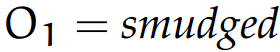 O₁ = smudged